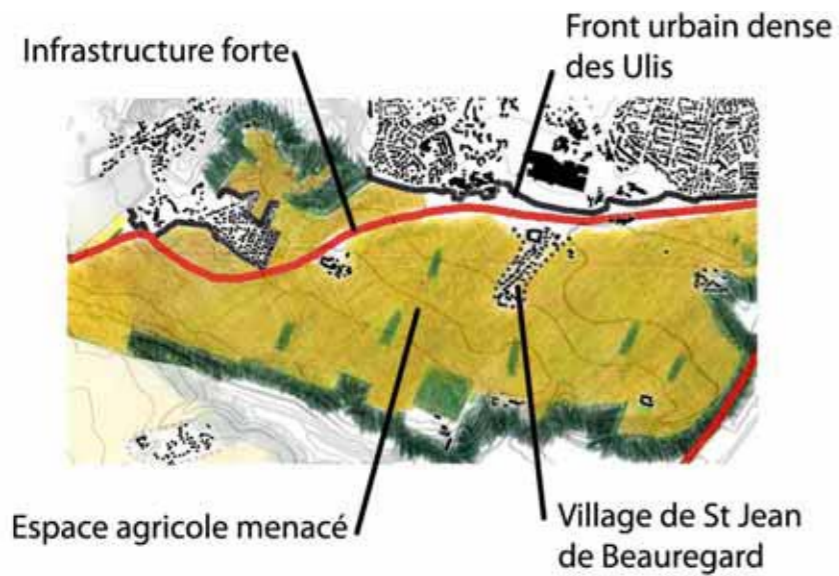 Infrastructure forte
Front urbain dense
des Ulis
Espace agricole menacé
Village de St Jean
de Beauregard